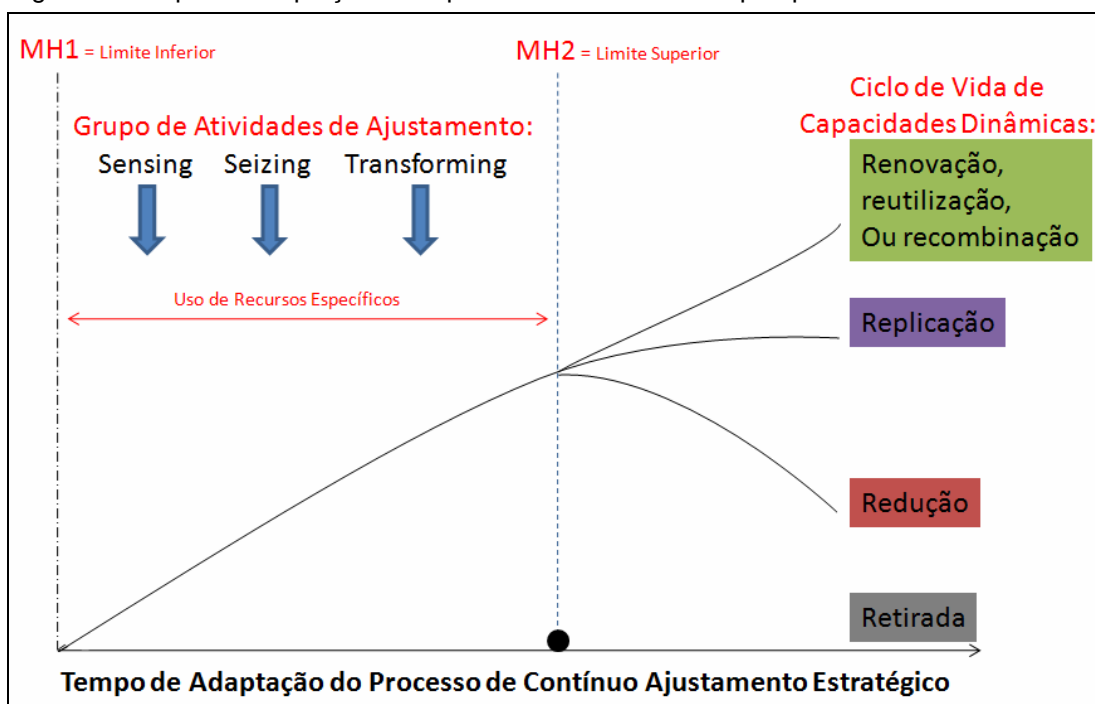 MH1 = Limite Inferior
MH2 = Limite Superior
Grupo de Atividades de Ajustamento:
Sensing Seizing Transforming
Uso de Recursos Específicos
Ciclo de Vida de
Capacidades Dinâmicas:
Renovação,
reutilização,
Ou recombinação
Replicação
Redução
Retirada
Tempo de Adaptação do Processo de Contínuo Ajustamento Estratégico